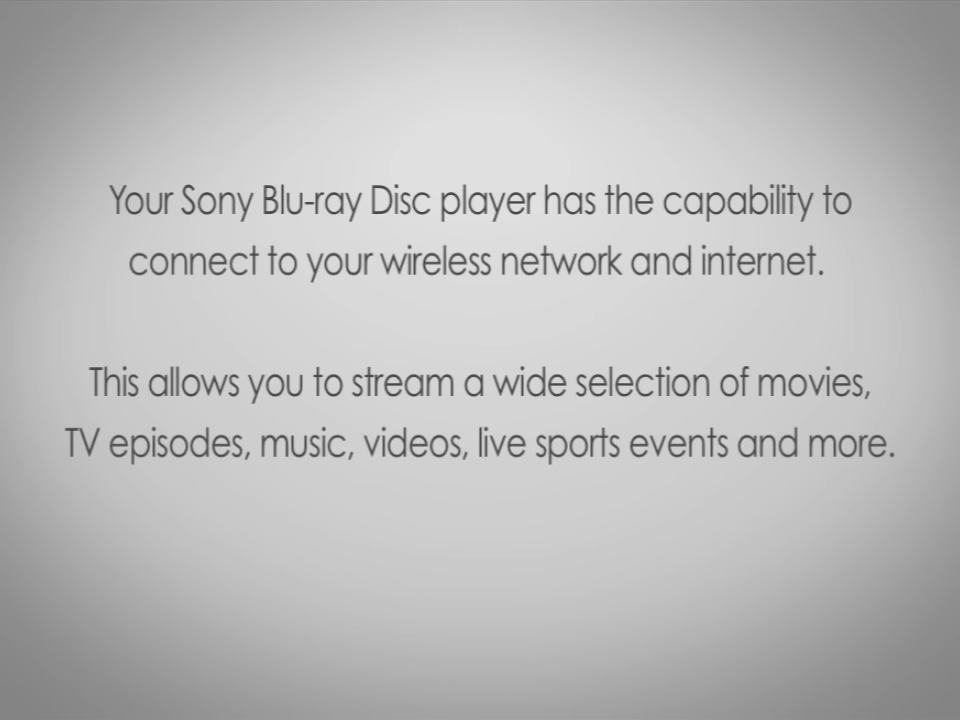 Your Sony Blu-ray Disc player has the capability to
connect to your wireless network and internet.
This allows you to stream a wide selection of movies,
TV episodes, music, videos, live sports events and more.